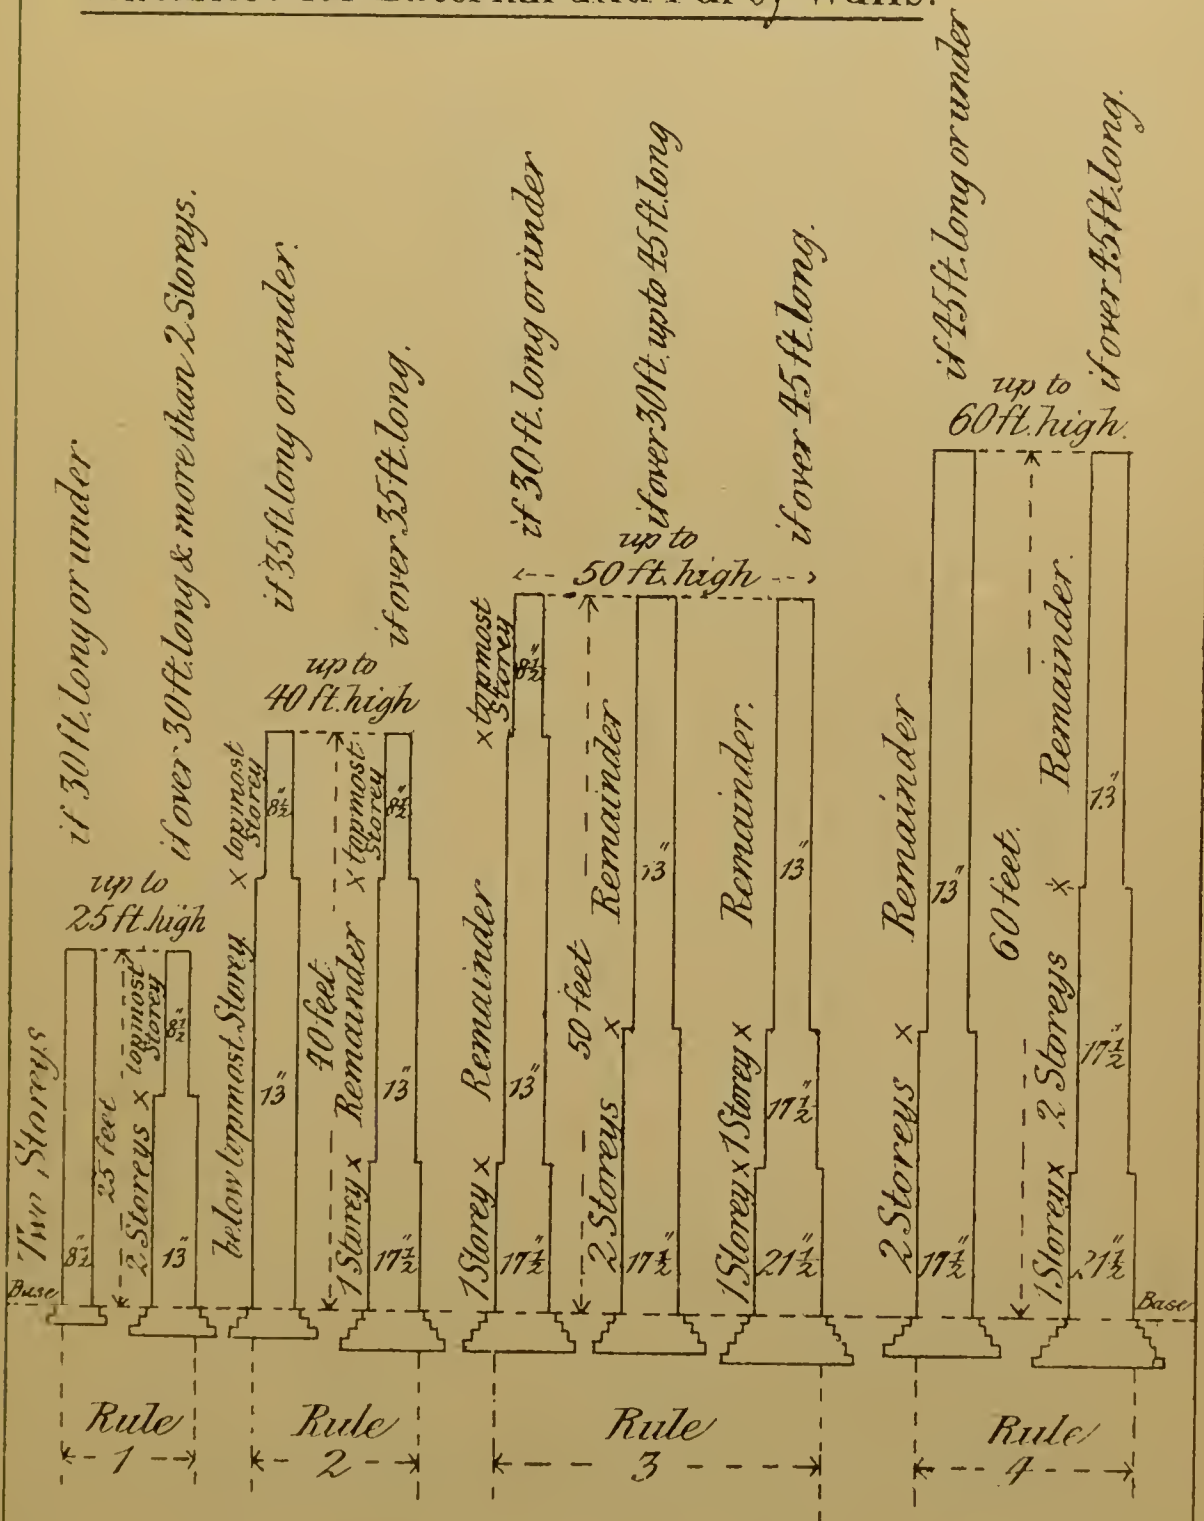 External and Party Walls.
if 30 ft. long or under
if over 30 ft. long & more than 2 Storeys.
if 35 ft. long or under.
if over 35 ft. long.
if 30 ft. long or under
if over 30 ft. up to 45 ft. long
if over 45 ft. long.
if 45 ft. long or under
if over 45 ft. long.
up to
25 ft. high
up to
40 ft. high
up to
50 ft. high
up to
60 ft. high.
Two Storeys
8½"
25 feet
2 Storeys x
topmost
Storey
8½"
13"
below topmost Storey
x topmost
Storey
8½"
13"
40 feet
1 Storey x Remainder
x topmost
Storey
8½"
13"
17½"
1 Storey x
Remainder
x topmost
Storey
8½"
13"
17½"
50 feet
2 Storeys x
Remainder
13"
17½"
1 Storey x 1 Storey x
Remainder.
13"
17½"
21½"
2 Storeys x
Remainder
13"
17½"
60 feet.
1 Storey x 2 Storeys x
Remainder.
13"
17½"
21½"
Base
Base
Rule
1
Rule
2
Rule
3
Rule
4